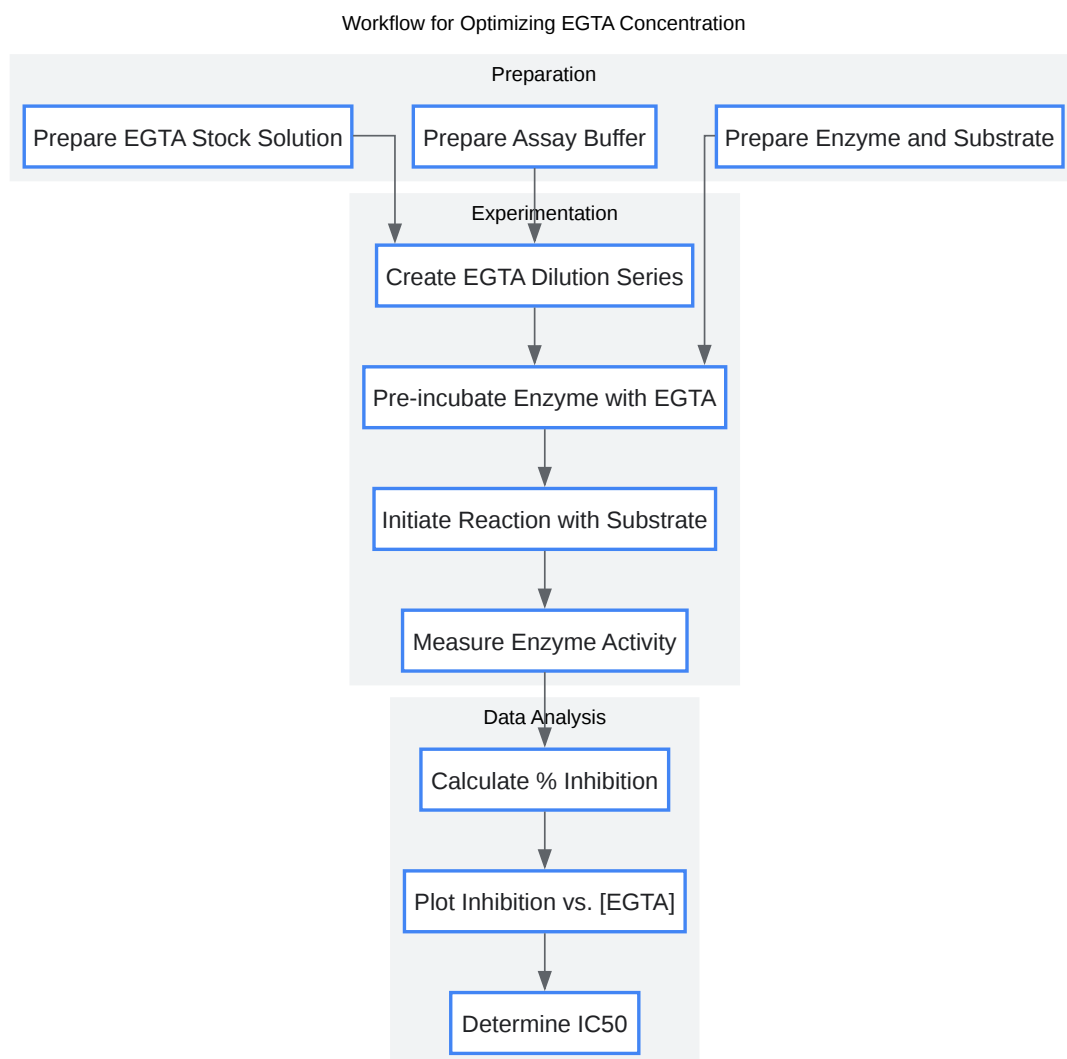 Workflow for Optimizing EGTA Concentration
Preparation
Prepare EGTA Stock Solution
Prepare Assay Buffer
Prepare Enzyme and Substrate
Experimentation
Create EGTA Dilution Series
Pre-incubate Enzyme with EGTA
Initiate Reaction with Substrate
Measure Enzyme Activity
Data Analysis
Calculate % Inhibition
Plot Inhibition vs. [EGTA]
Determine IC50